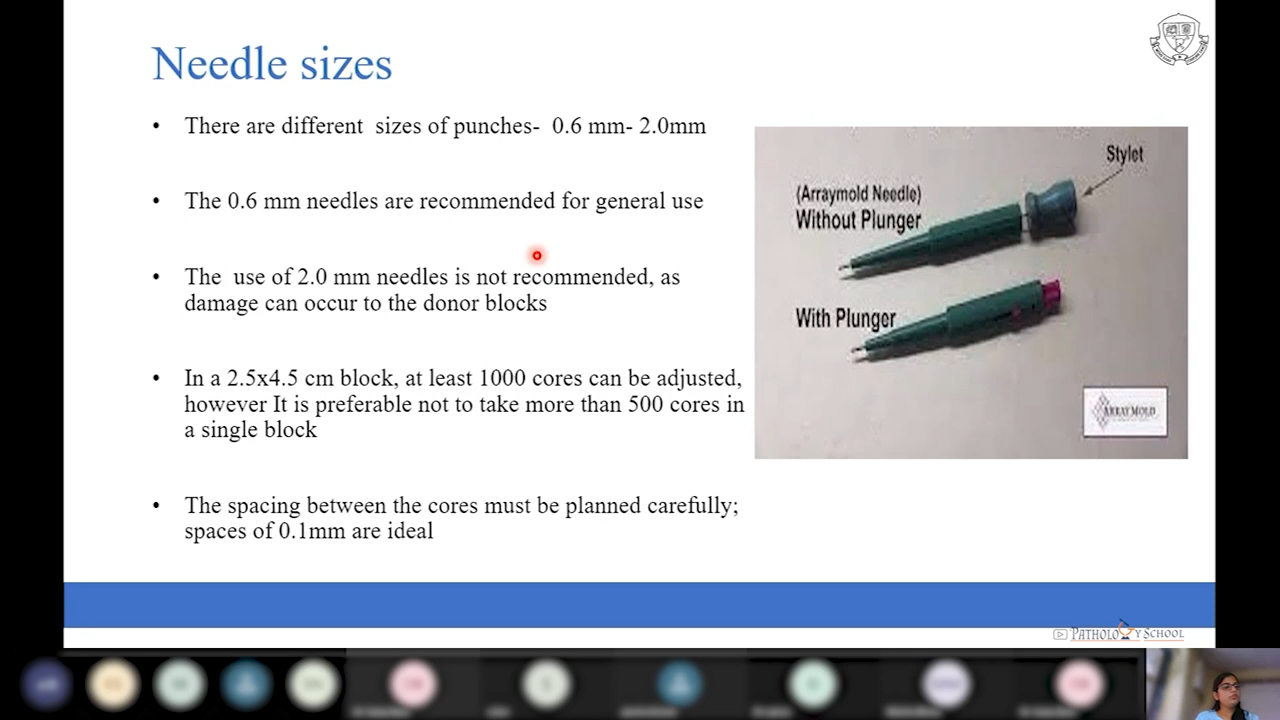 Needle sizes
• There are different sizes of punches- 0.6 mm- 2.0mm
• The 0.6 mm needles are recommended for general use
• The use of 2.0 mm needles is not recommended, as
damage can occur to the donor blocks
• In a 2.5x4.5 cm block, at least 1000 cores can be adjusted,
however It is preferable not to take more than 500 cores in
a single block
• The spacing between the cores must be planned carefully;
spaces of 0.1mm are ideal
Stylet
(Arraymold Needle)
Without Plunger
With Plunger
ARRAYMOLD
PATHOLOGY SCHOOL